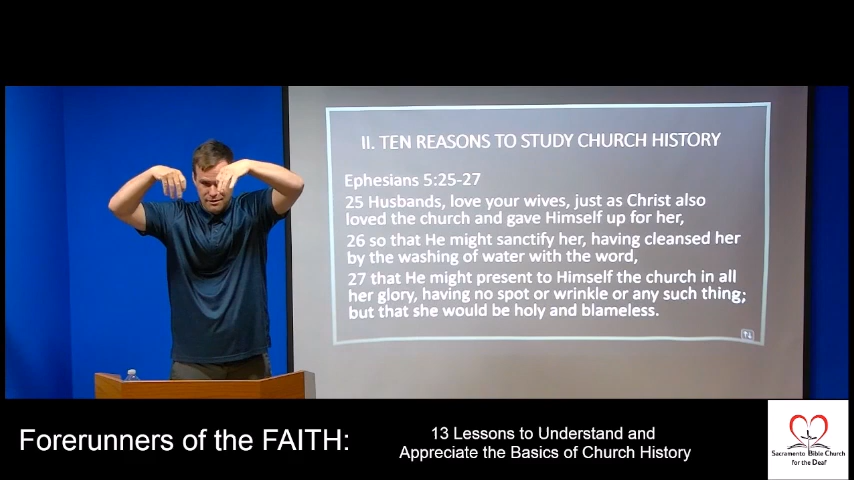 II. TEN REASONS TO STUDY CHURCH HISTORY
Ephesians 5:25-27
25 Husbands, love your wives, just as Christ also
loved the church and gave Himself up for her,
26 so that He might sanctify her, having cleansed her
by the washing of water with the word,
27 that He might present to Himself the church in all
her glory, having no spot or wrinkle or any such thing;
but that she would be holy and blameless.
Forerunners of the FAITH:
13 Lessons to Understand and
Appreciate the Basics of Church History
Sacramento Bible Church
for the Deaf